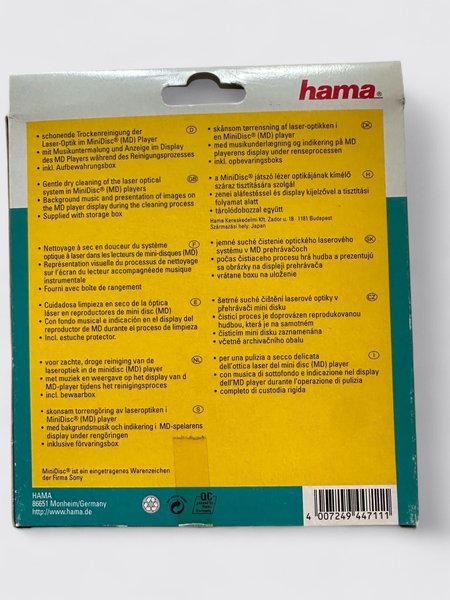 hama®
• schonende Trockenreinigung der
Laser-Optik im MiniDisc® (MD) Player
• mit Musikuntermalung und Anzeige im Display
des MD Players während des Reinigungsprozesses
• inkl. Aufbewahrungsbox
D
• Gentle dry cleaning of the laser optical
system in MiniDisc® (MD) players
• Background music and presentation of images on
the MD player display during the cleaning process
• Supplied with storage box
GB
• Nettoyage à sec en douceur du système
optique à laser dans les lecteurs de mini-disques (MD)
• Représentation visuelle du processus de nettoyage
sur l'écran du lecteur accompagnéede musique
instrumentale
• Fourni avec boîte de rangement
F
• Cuidadosa limpieza en seco de la óptica
láser en reproductores de mini disc (MD)
• Con fondo musical e indicación en el display del
reproductor de MD durante el proceso de limpieza
• Incl. estuche protector.
E
• voor zachte, droge reiniging van de
laseroptiek in de minidisc (MD) player
• met muziek en weergave op het display van d
MD-player tijdens het reinigingsproces
• incl. bewaarbox
NL
• skonsam torrengöring av laseroptiken i
MiniDisc® (MD) player
• med bakgrundsmusik och indikering i MD-spelarens
display under rengöringen
• inklusive förvaringsbox
S
MiniDisc® ist ein eingetragenes Warenzeichen
der Firma Sony
• skånsom tørrensning af laser-optikken i
en MiniDisc® (MD) player
• med musikunderlægning og indikering på MD
playerens display under renseprocessen
• inkl. opbevaringsboks
DK
• a MiniDisc® játszó lézer optikájának kímélő
száraz tisztítására szolgál
• zenei aláfestéssel és display kijelzővel a tisztítási
folyamat alatt
• tárolódobozzal együtt
H
Hama Kereskedelmi Kft. Zador u. 18 · 1181 Budapest
Származási hely: Japan
• jemné suché čistenie optického laserového
systému v MD prehrávačoch
• počas čistiaceho procesu hrá hudba a prezentujú
sa obrázky na displeji prehrávača
• vrátane boxu na uloženie
SK
• šetrné suché čištění laserové optiky v
přehrávači mini disku
• čisticí proces je doprovázen reprodukovanou
hudbou, která je na samotném
• čistícím mini disku zaznamenána
• včetně archivačního obalu
CZ
• per una pulizia a secco delicata
dell'ottica laser del mini disc (MD) player
• con musica di sottofondo e indicazione nel display
dell'MD player durante l'operazione di pulizia
• completo di custodia rigida
I
HAMA
86651 Monheim/Germany
http://www.hama.de
QC
4 007249 447111